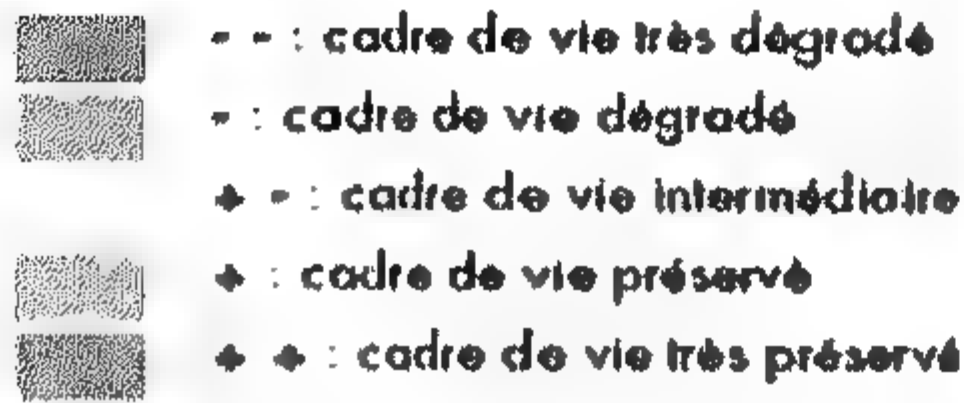 - - : cadre de vie très dégradé
- : cadre de vie dégradé
+ - : cadre de vie intermédiaire
+ : cadre de vie préservé
+ + : cadre de vie très préservé